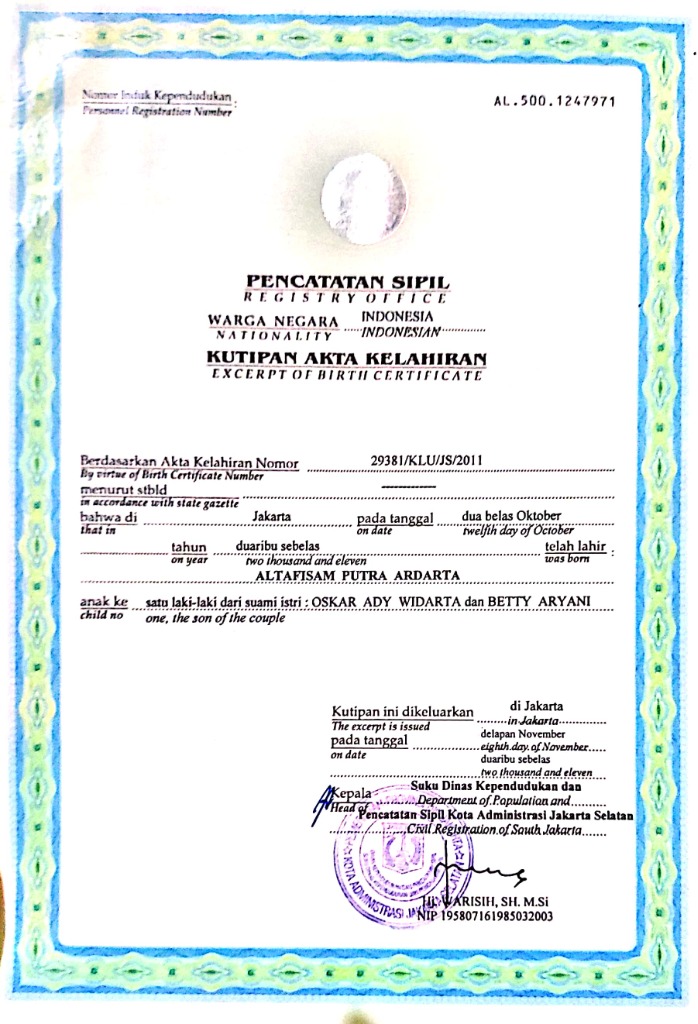 Nomor Induk Kependudukan :
Personnel Registration Number
AL.500.1247971
PENCATATAN SIPIL
REGISTRY OFFICE
WARGA NEGARA INDONESIA
NATIONALITY INDONESIAN
KUTIPAN AKTA KELAHIRAN
EXCERPT OF BIRTH CERTIFICATE
Berdasarkan Akta Kelahiran Nomor 29381/KLU/JS/2011
By virtue of Birth Certificate Number
menurut stbld ------------
in accordance with state gazette
bahwa di Jakarta pada tanggal dua belas Oktober
that in on date twelfth day of October
tahun duaribu sebelas telah lahir :
on year two thousand and eleven was born
ALTAFISAM PUTRA ARDARTA
anak ke satu laki-laki dari suami istri : OSKAR ADY WIDARTA dan BETTY ARYANI
child no one, the son of the couple
Kutipan ini dikeluarkan di Jakarta
The excerpt is issued in Jakarta
pada tanggal delapan November
on date eighth day of November
duaribu sebelas
two thousand and eleven
Kepala Suku Dinas Kependudukan dan
Head of Department of Population and
Pencatatan Sipil Kota Administrasi Jakarta Selatan
Civil Registration of South Jakarta
KOTA ADMINISTRASI
Hj. WARISIH, SH. M.Si
NIP 195807161985032003